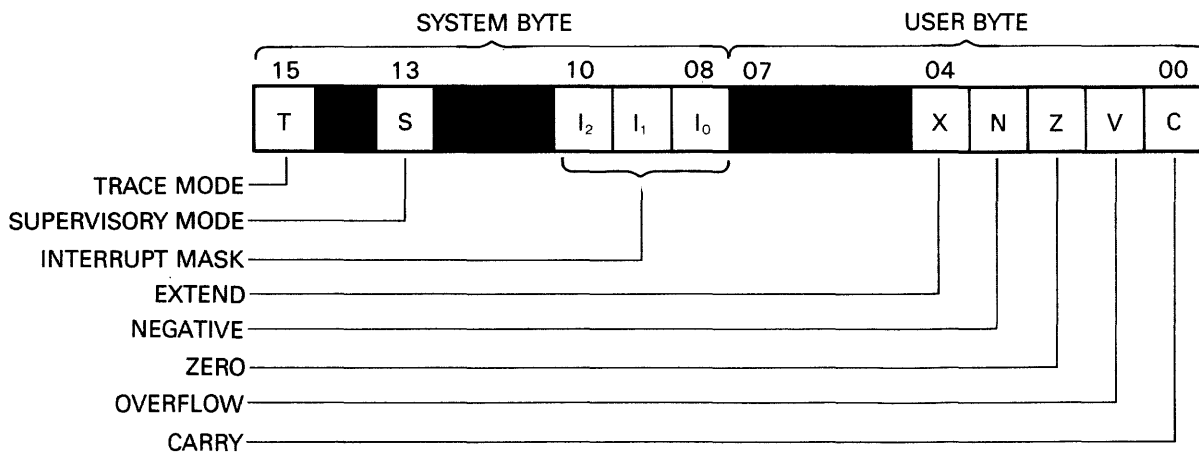 SYSTEM BYTE USER BYTE
15 13 10 08 07 04 00
T S I₂ I₁ I₀ X N Z V C
TRACE MODE
SUPERVISORY MODE
INTERRUPT MASK
EXTEND
NEGATIVE
ZERO
OVERFLOW
CARRY